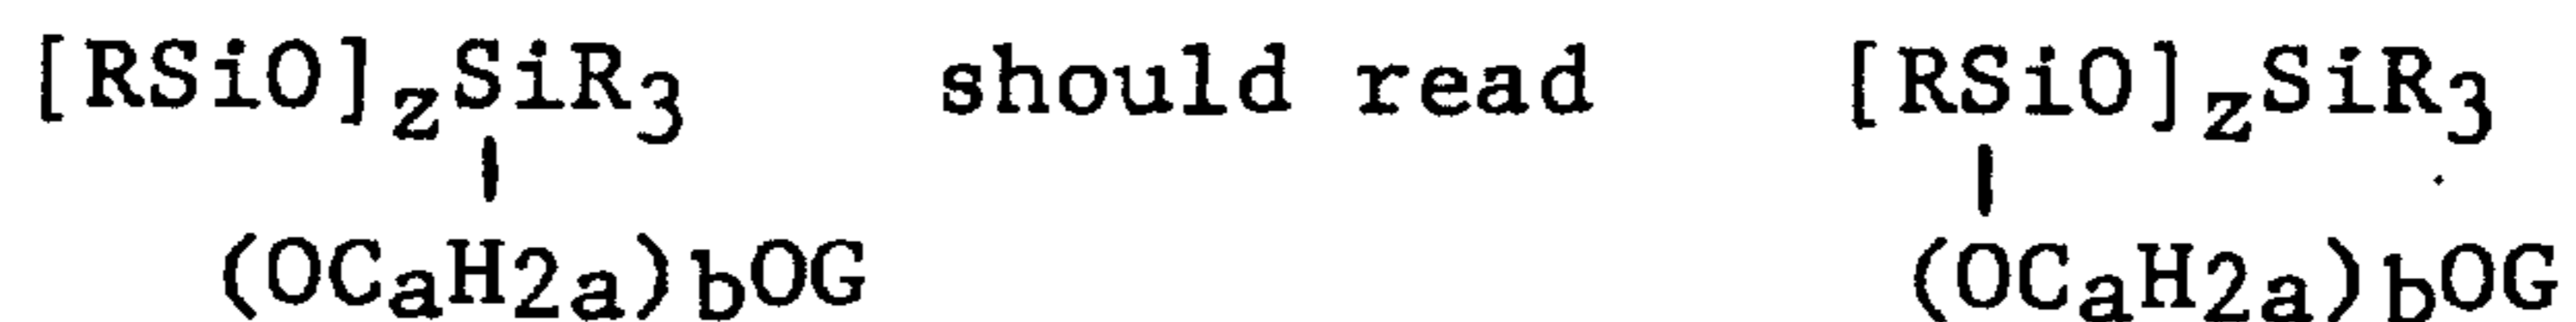 [RSiO]zSiR3 should read [RSiO]zSiR3
(OCaH2a)bOG (OCaH2a)bOG